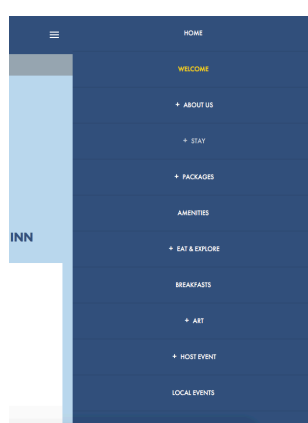 HOME
WELCOME
+ ABOUT US
+ STAY
+ PACKAGES
AMENITIES
INN
+ EAT & EXPLORE
BREAKFASTS
+ ART
+ HOST EVENT
LOCAL EVENTS